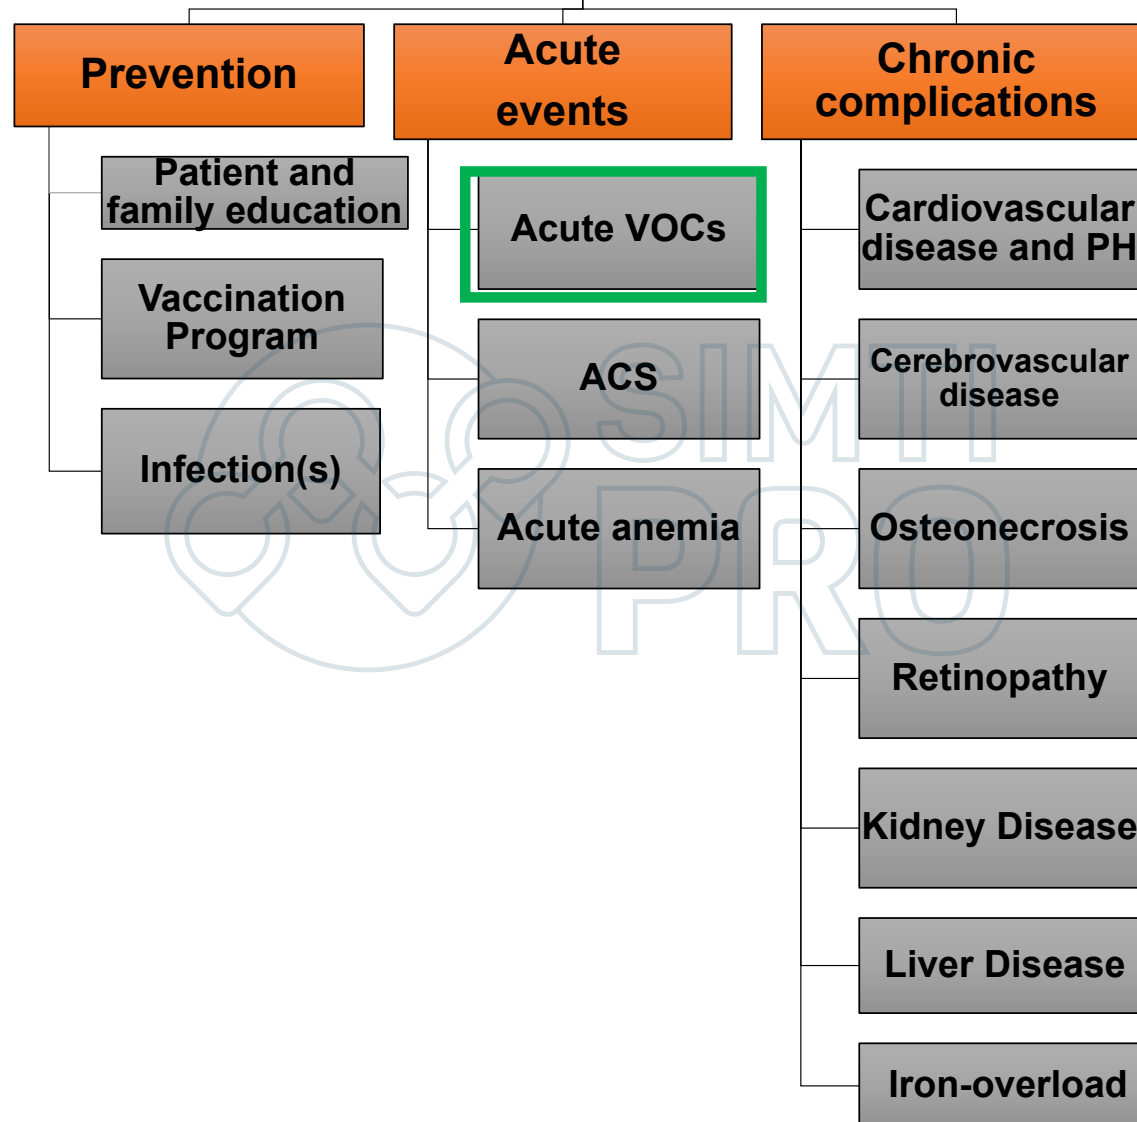 Prevention
Patient and
family education
Vaccination
Program
Infection(s)
Acute
events
Acute VOCs
ACS
Acute anemia
Chronic
complications
Cardiovascular
disease and PH
Cerebrovascular
disease
Osteonecrosis
Retinopathy
Kidney Disease
Liver Disease
Iron-overload
SIMTI
PRO